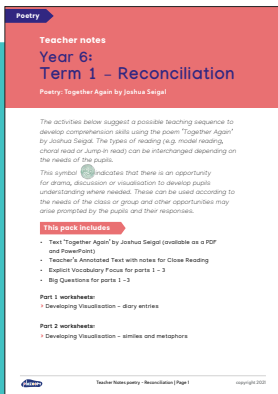 Poetry
Teacher notes
Year 6:
Term 1 – Reconciliation
Poetry: Together Again by Joshua Seigal
The activities below suggest a possible teaching sequence to
develop comprehension skills using the poem "Together Again"
by Joshua Seigal. The types of reading (e.g. model reading,
choral read or Jump-In read) can be interchanged depending on
the needs of the pupils.
This symbol indicates that there is an opportunity
for drama, discussion or visualisation to develop pupils
understanding where needed. These can be used according to
the needs of the class or group and other opportunities may
arise prompted by the pupils and their responses.
This pack includes
• Text "Together Again" by Joshua Seigal (available as a PDF
and PowerPoint)
• Teacher's Annotated Text with notes for Close Reading
• Explicit Vocabulary Focus for parts 1 – 3
• Big Questions for parts 1 –3
Part 1 worksheets:
> Developing Visualisation – diary entries
Part 2 worksheets:
> Developing Visualisation – similes and metaphors
plazoom
Teacher Notes poetry – Reconciliation | Page 1
copyright 2021